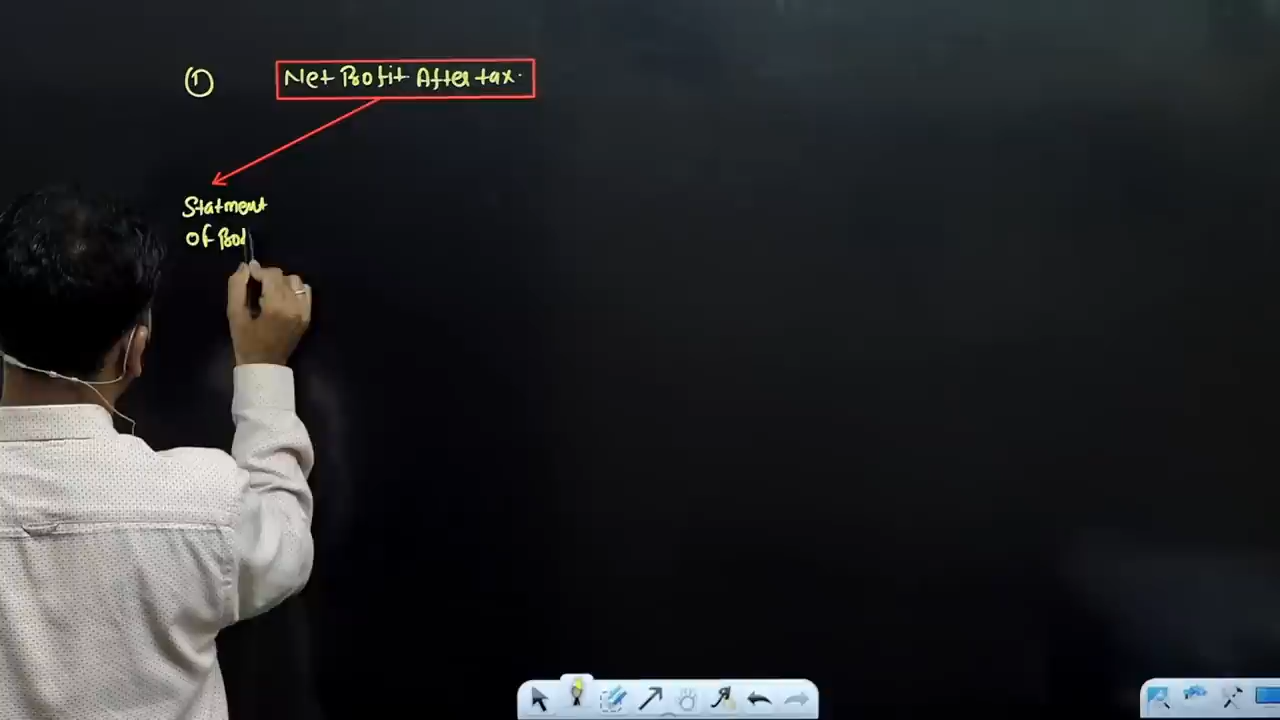 ① Net Profit After tax.
Statment
of